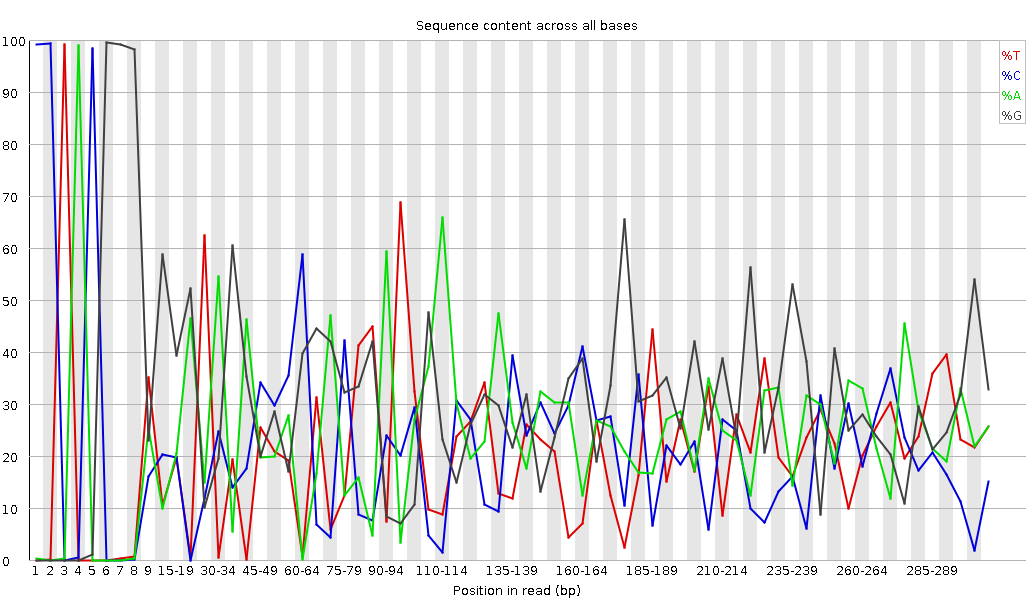 Sequence content across all bases
100
90
80
70
60
50
40
30
20
10
0
%T
%C
%A
%G
1 2 3 4 5 6 7 8 9 15-19 30-34 45-49 60-64 75-79 90-94 110-114 135-139 160-164 185-189 210-214 235-239 260-264 285-289
Position in read (bp)